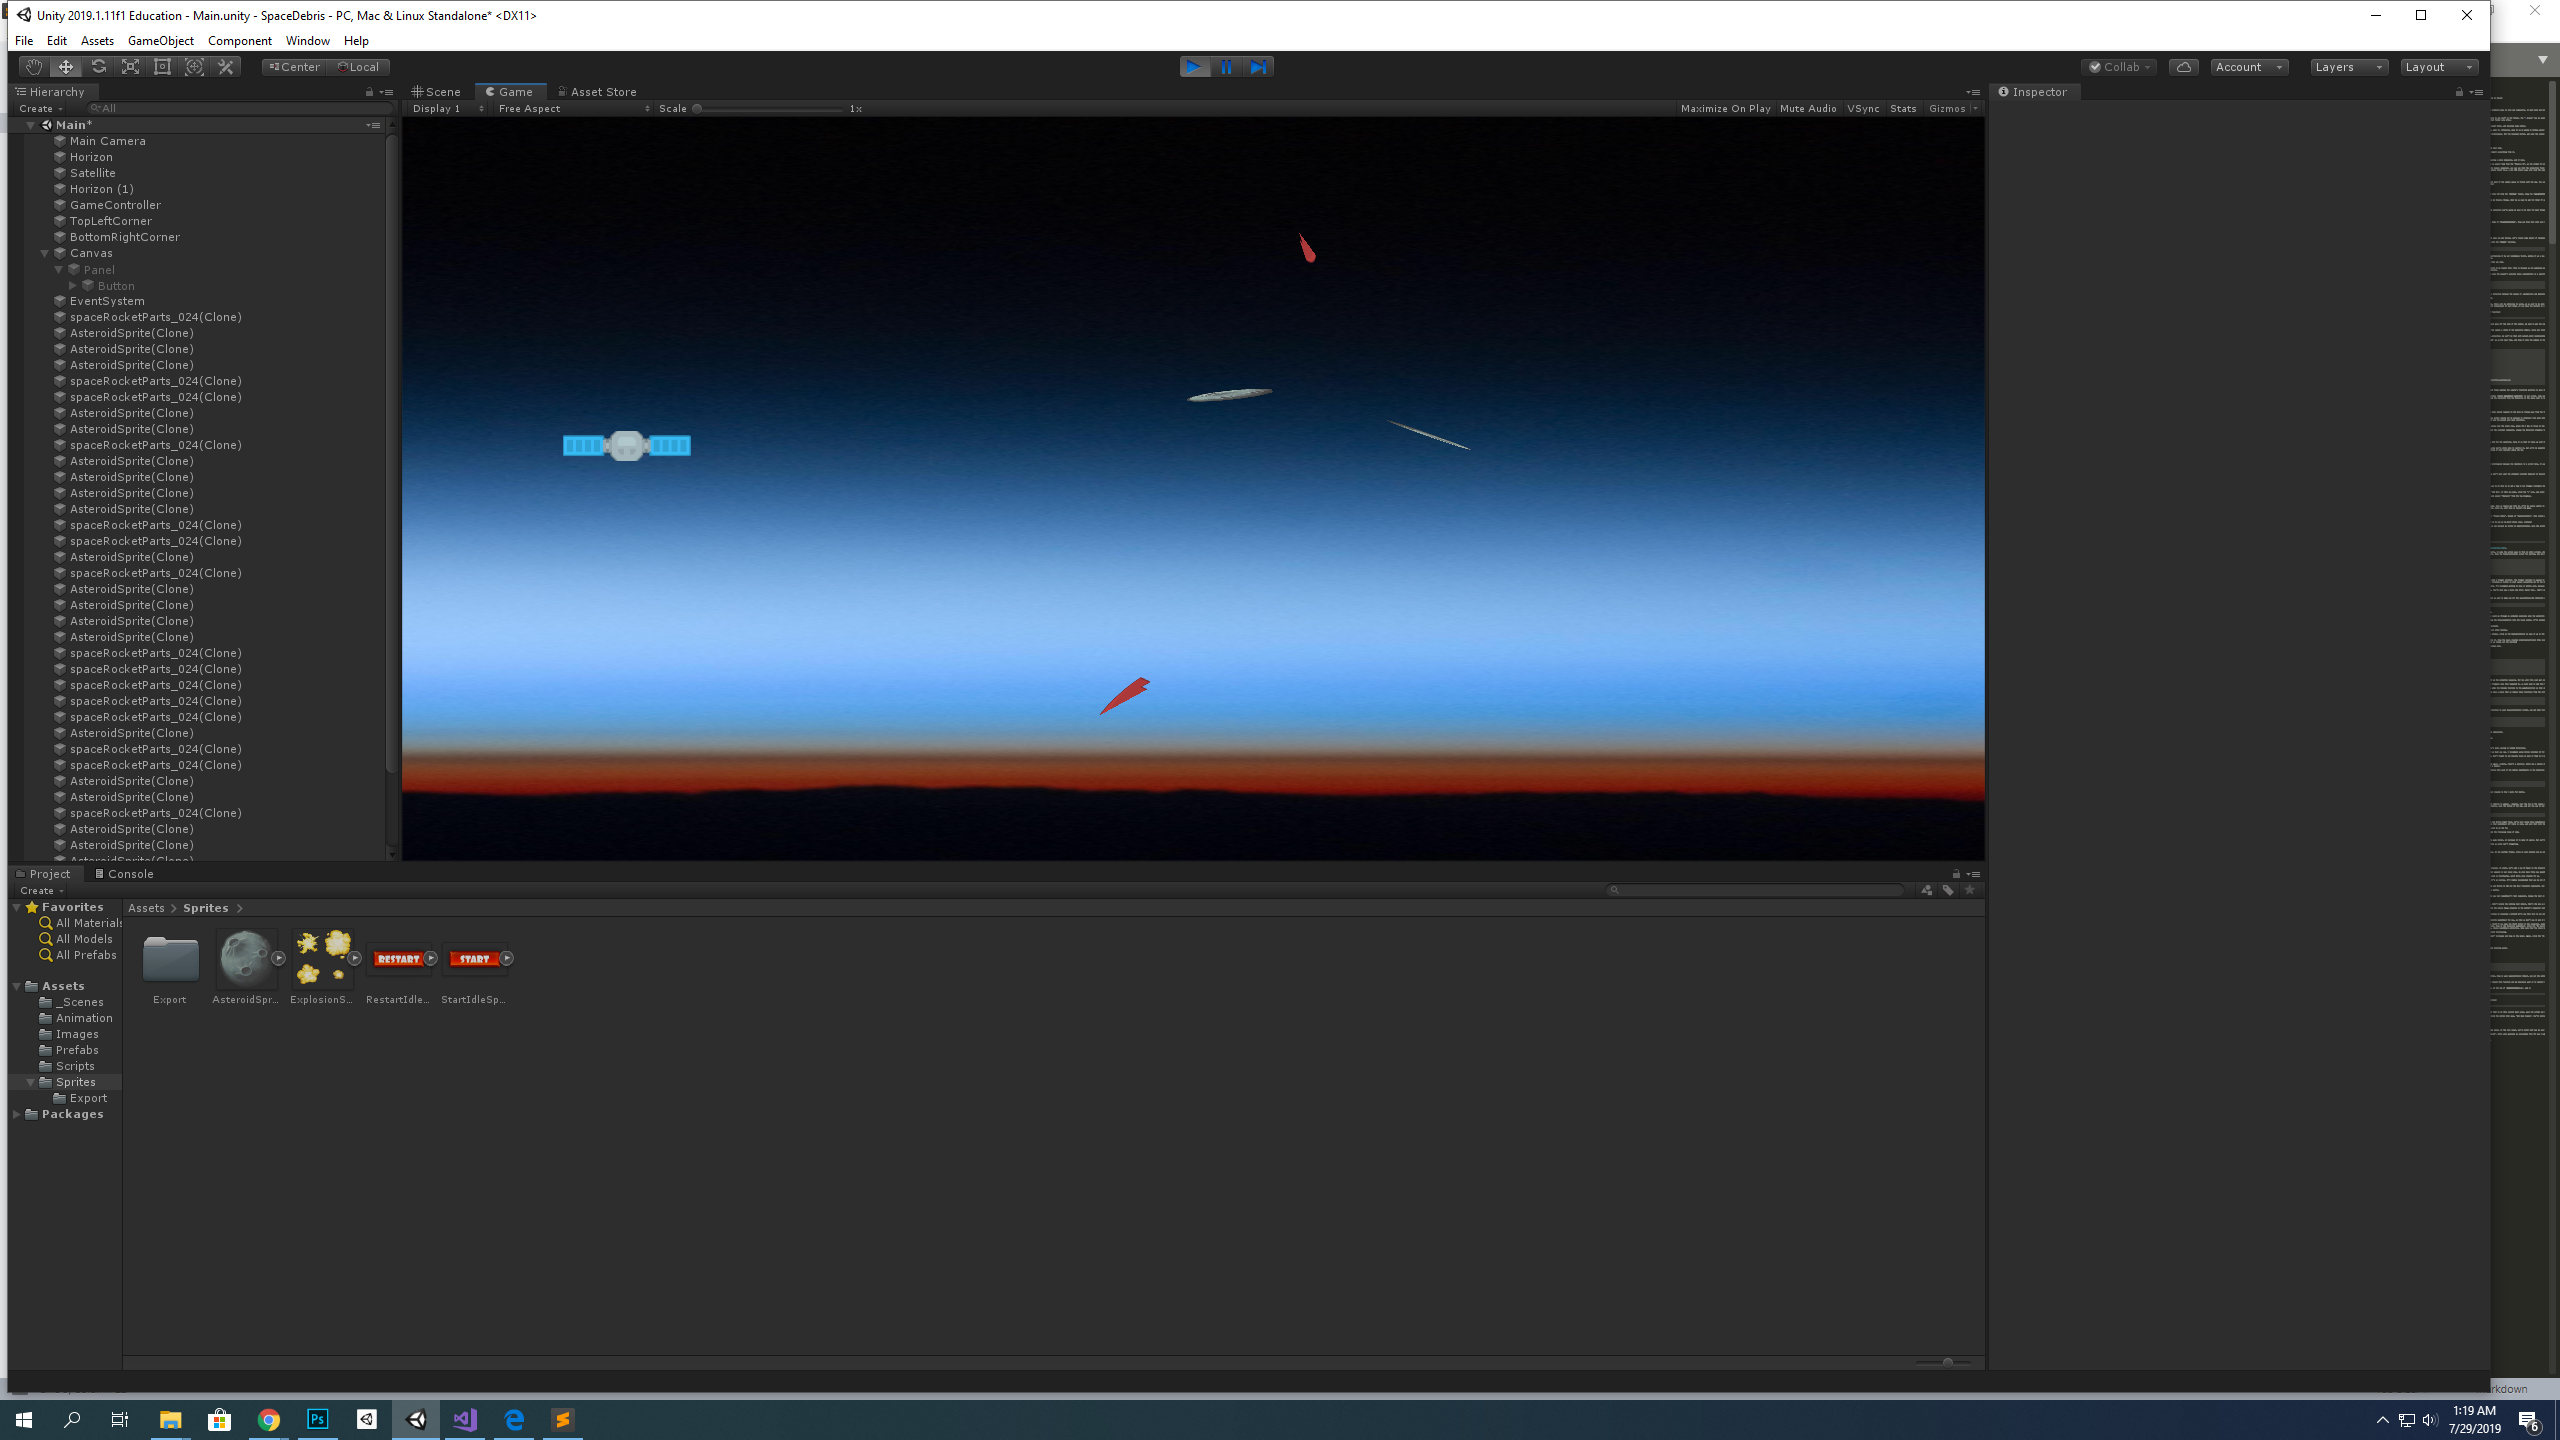 Unity 2019.1.11f1 Education - Main.unity - SpaceDebris - PC, Mac & Linux Standalone* <DX11>
File Edit Assets GameObject Component Window Help
Center Local Collab Account Layers Layout
Hierarchy
Create All
Main*
Main Camera
Horizon
Satellite
Horizon (1)
GameController
TopLeftCorner
BottomRightCorner
Canvas
Panel
Button
EventSystem
spaceRocketParts_024(Clone)
AsteroidSprite(Clone)
AsteroidSprite(Clone)
AsteroidSprite(Clone)
spaceRocketParts_024(Clone)
spaceRocketParts_024(Clone)
AsteroidSprite(Clone)
AsteroidSprite(Clone)
spaceRocketParts_024(Clone)
AsteroidSprite(Clone)
AsteroidSprite(Clone)
AsteroidSprite(Clone)
AsteroidSprite(Clone)
spaceRocketParts_024(Clone)
spaceRocketParts_024(Clone)
AsteroidSprite(Clone)
spaceRocketParts_024(Clone)
AsteroidSprite(Clone)
AsteroidSprite(Clone)
AsteroidSprite(Clone)
AsteroidSprite(Clone)
spaceRocketParts_024(Clone)
spaceRocketParts_024(Clone)
spaceRocketParts_024(Clone)
spaceRocketParts_024(Clone)
spaceRocketParts_024(Clone)
AsteroidSprite(Clone)
spaceRocketParts_024(Clone)
spaceRocketParts_024(Clone)
AsteroidSprite(Clone)
AsteroidSprite(Clone)
spaceRocketParts_024(Clone)
AsteroidSprite(Clone)
AsteroidSprite(Clone)
AsteroidSprite(Clone)
Scene Game Asset Store
Display 1 Free Aspect Scale 1x Maximize On Play Mute Audio VSync Stats Gizmos
Inspector
Project Console
Create
Favorites
All Materials
All Models
All Prefabs
Assets
_Scenes
Animation
Images
Prefabs
Scripts
Sprites
Export
Packages
Assets Sprites
RESTART START
Export AsteroidSpr... ExplosionS... RestartIdle... StartIdleSp...
rkdown
Ps
1:19 AM
7/29/2019
6